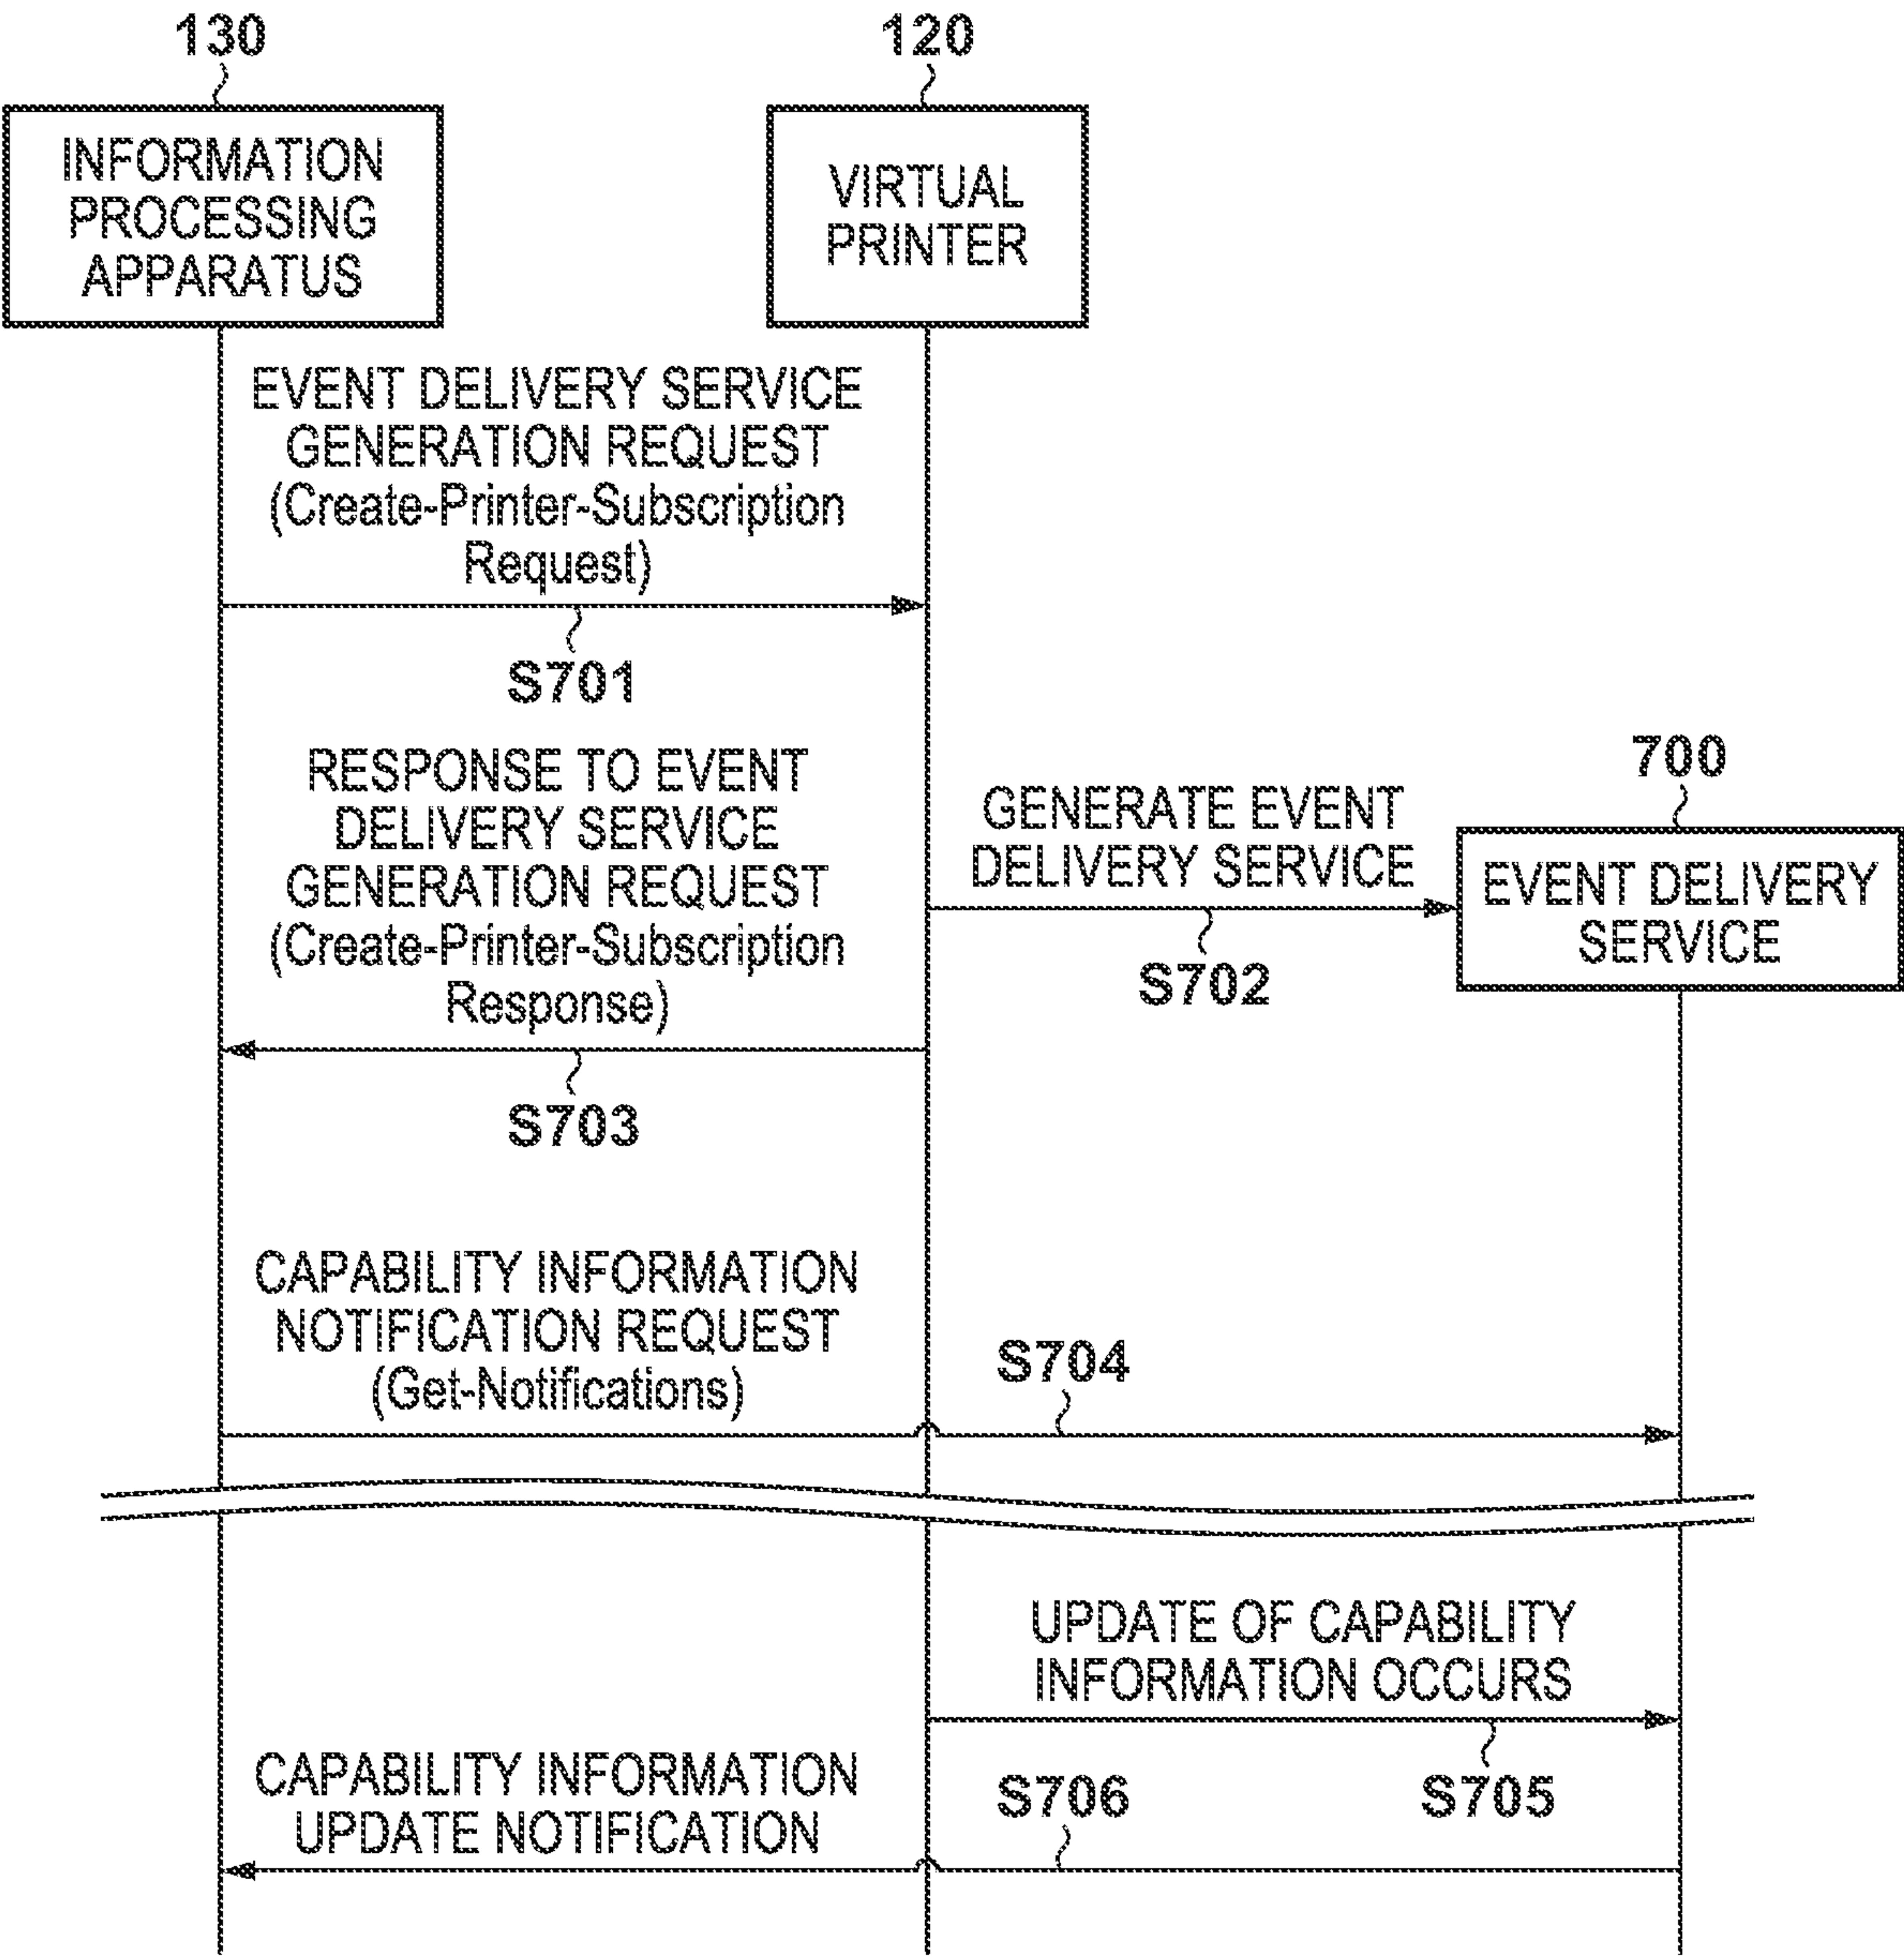 130
120
INFORMATION
PROCESSING
APPARATUS
VIRTUAL
PRINTER
EVENT DELIVERY SERVICE
GENERATION REQUEST
(Create-Printer-Subscription
Request)
S701
RESPONSE TO EVENT
DELIVERY SERVICE
GENERATION REQUEST
(Create-Printer-Subscription
Response)
S703
GENERATE EVENT
DELIVERY SERVICE
S702
700
EVENT DELIVERY
SERVICE
CAPABILITY INFORMATION
NOTIFICATION REQUEST
(Get-Notifications)
S704
UPDATE OF CAPABILITY
INFORMATION OCCURS
S705
CAPABILITY INFORMATION
UPDATE NOTIFICATION
S706